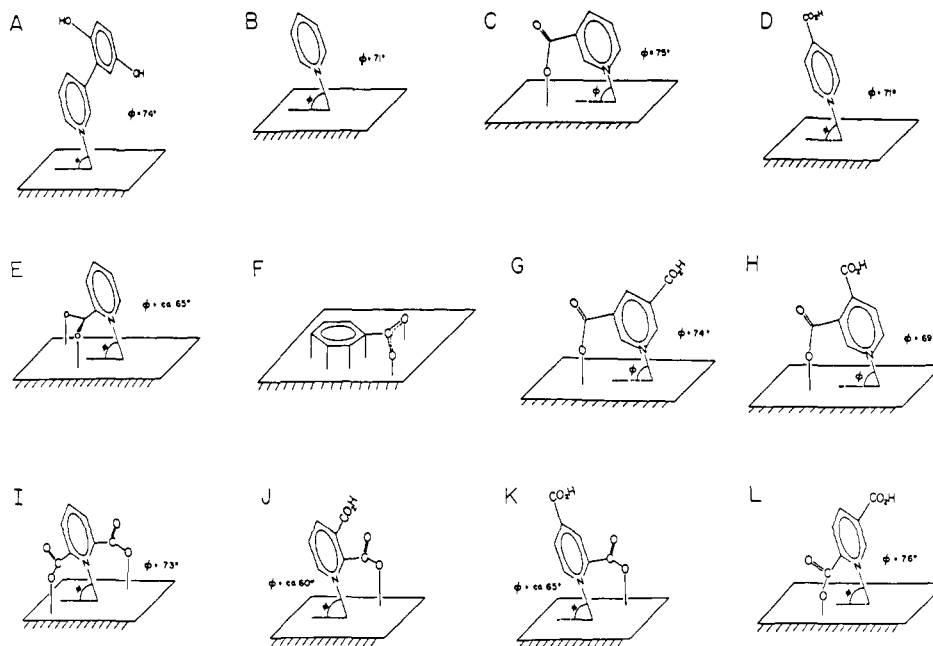 A
HO
OH
N
ϕ = 74°
ϕ
B
N
ϕ = 71°
ϕ
C
O
O
N
ϕ = 75°
ϕ
D
CO₂H
N
ϕ = 71°
ϕ
E
O
O
N
ϕ = ca 65°
ϕ
F
C
O
O
G
O
C
O
CO₂H
N
ϕ = 74°
ϕ
H
CO₂H
O
C
O
N
ϕ = 69
ϕ
I
O
O
C
C
O
O
N
ϕ = 73°
ϕ
J
CO₂H
O
C
O
N
ϕ = ca 60°
ϕ
K
CO₂H
O
C
O
N
ϕ = ca 65°
ϕ
L
CO₂H
O
C
O
N
ϕ = 76°
ϕ